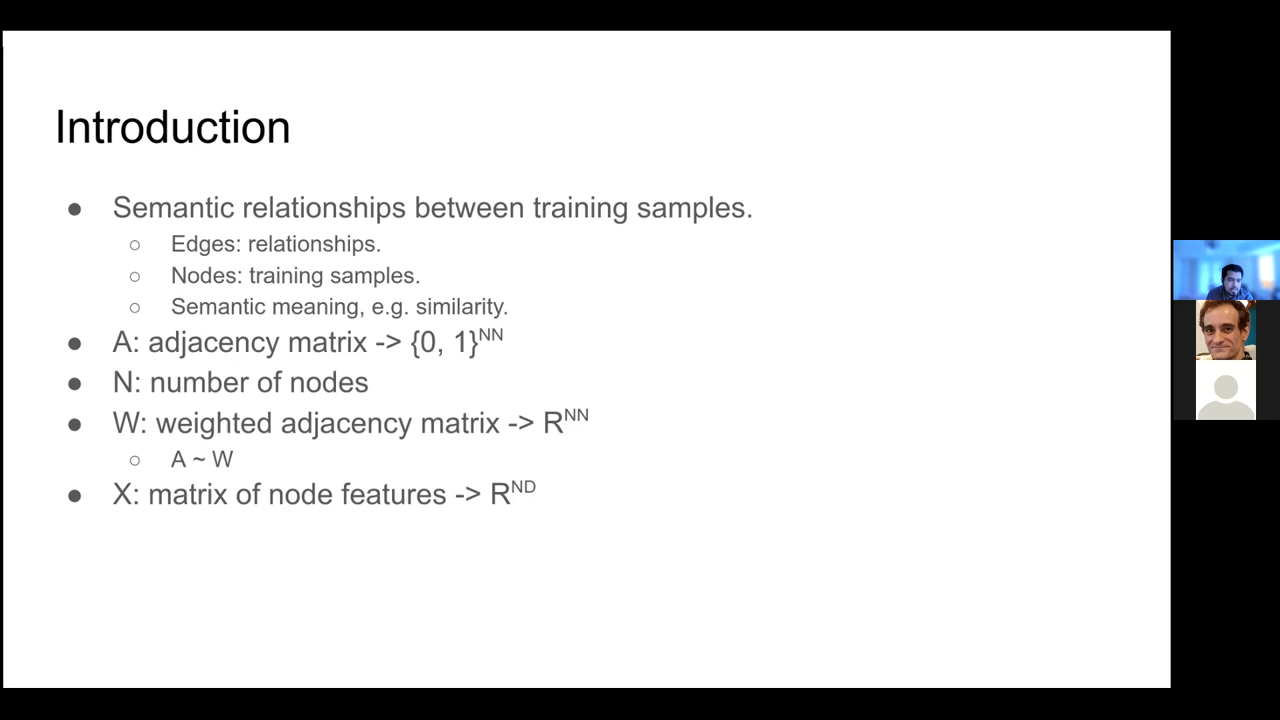 Introduction
● Semantic relationships between training samples.
○ Edges: relationships.
○ Nodes: training samples.
○ Semantic meaning, e.g. similarity.
● A: adjacency matrix -> {0, 1}ᴺᴺ
● N: number of nodes
● W: weighted adjacency matrix -> Rᴺᴺ
○ A ~ W
● X: matrix of node features -> Rᴺᴰ